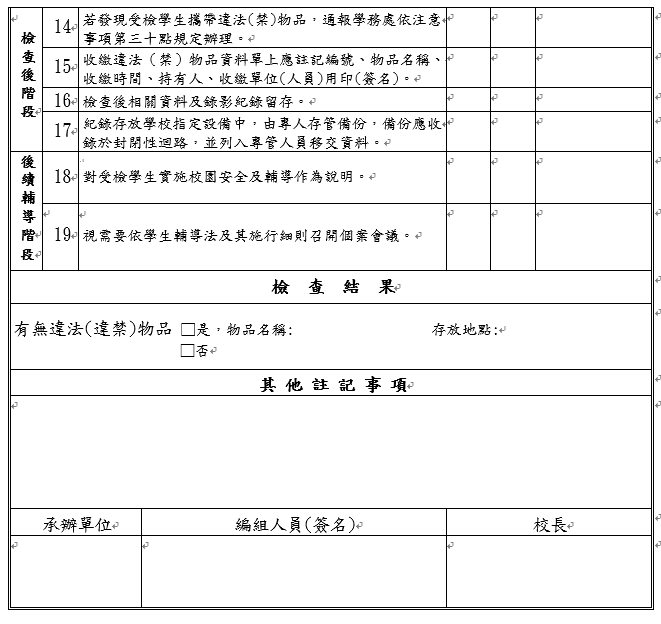 檢查後階段
14 若發現受檢學生攜帶違法(禁)物品，通報學務處依注意
事項第三十點規定辦理。
15 收繳違法（禁）物品資料單上應註記編號、物品名稱、
收繳時間、持有人、收繳單位(人員)用印(簽名)。
16 檢查後相關資料及錄影紀錄留存。
17 紀錄存放學校指定設備中，由專人存管備份，備份應收
錄於封閉性迴路，並列入專管人員移交資料。
後續輔導階段
18 對受檢學生實施校園安全及輔導作為說明。
19 視需要依學生輔導法及其施行細則召開個案會議。
檢 查 結 果
有無違法(違禁)物品 □是，物品名稱: 存放地點:
□否
其他註記事項
承辦單位 編組人員(簽名) 校長